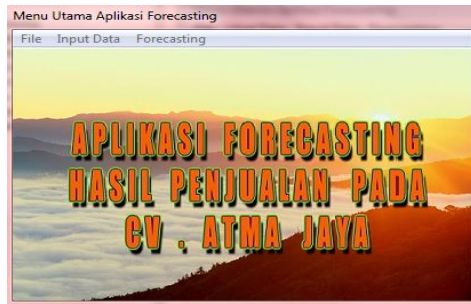 Menu Utama Aplikasi Forecasting
File Input Data Forecasting
APLIKASI FORECASTING
HASIL PENJUALAN PADA
CV . ATMA JAYA